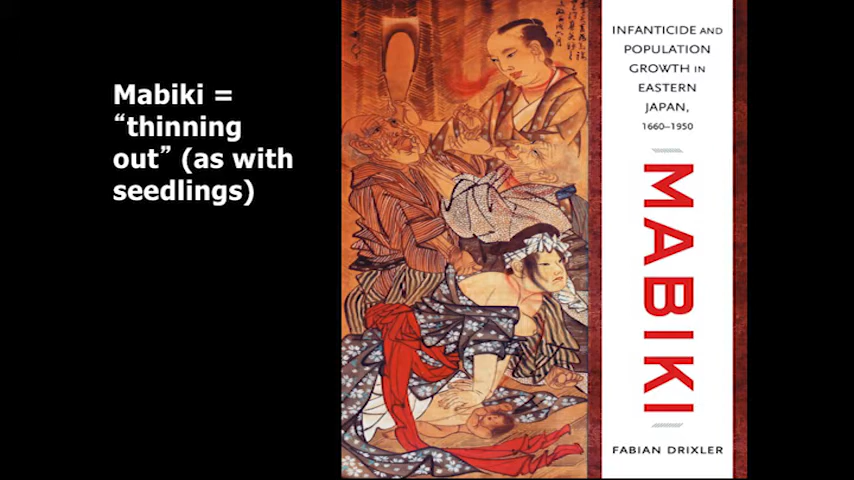 Mabiki =
“thinning
out” (as with
seedlings)
INFANTICIDE AND
POPULATION
GROWTH IN
EASTERN
JAPAN,
1660–1950
MABIKI
FABIAN DRIXLER